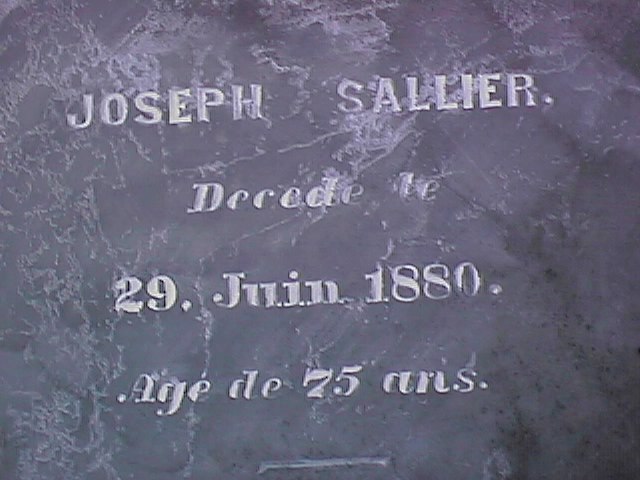 JOSEPH SALLIER.
Decede le
29. Juin 1880.
Agé de 75 ans.